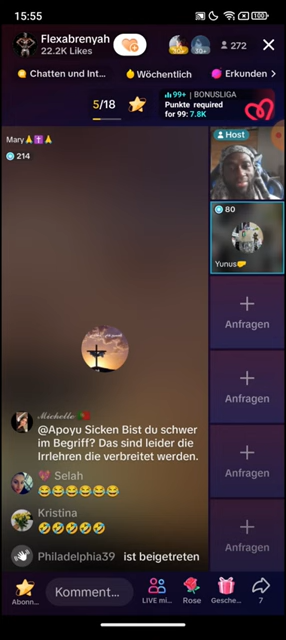 15:55
100
Flexabrenyah
22.2K Likes
3G+
30+
272
Chatten und Int...
Wöchentlich
Erkunden
5/18
99+ | BONUSLIGA
Punkte required
for 99: 7.8K
Mary🙏✝️🙏
214
Host
80
Yunus🤛
Anfragen
Anfragen
Anfragen
Anfragen
Michelle 🇵🇹
@Apoyu Sicken Bist du schwer
im Begriff? Das sind leider die
Irrlehren die verbreitet werden.
💖 Selah
😂😂😂😂😂😂
Kristina
🤣🤣🤣🤣🤣
Philadelphia39 ist beigetreten
Abonn...
Komment...
LIVE mi...
Rose
Gesche...
7